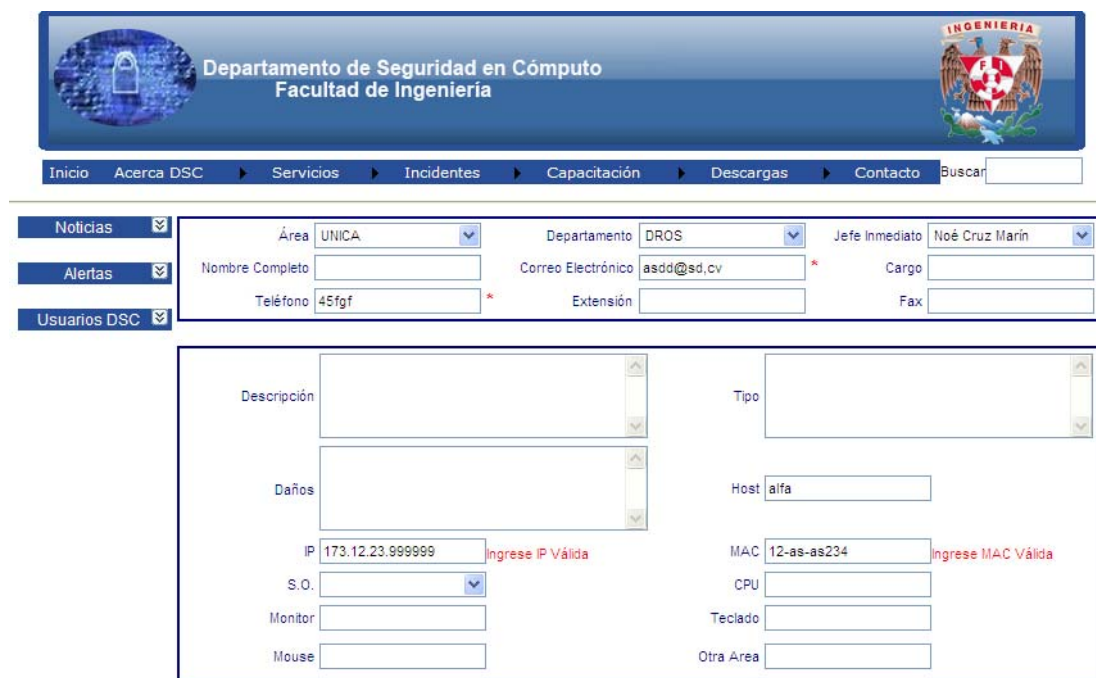 INGENIERIA
FI
Departamento de Seguridad en Cómputo
Facultad de Ingeniería
Inicio Acerca DSC Servicios Incidentes Capacitación Descargas Contacto Buscar
Noticias
Alertas
Usuarios DSC
Área UNICA Departamento DROS Jefe Inmediato Noé Cruz Marín
Nombre Completo Correo Electrónico asdd@sd,cv * Cargo
Teléfono 45fgf * Extensión Fax
Descripción Tipo
Daños Host alfa
IP 173.12.23.999999 Ingrese IP Válida MAC 12-as-as234 Ingrese MAC Válida
S.O. CPU
Monitor Teclado
Mouse Otra Area